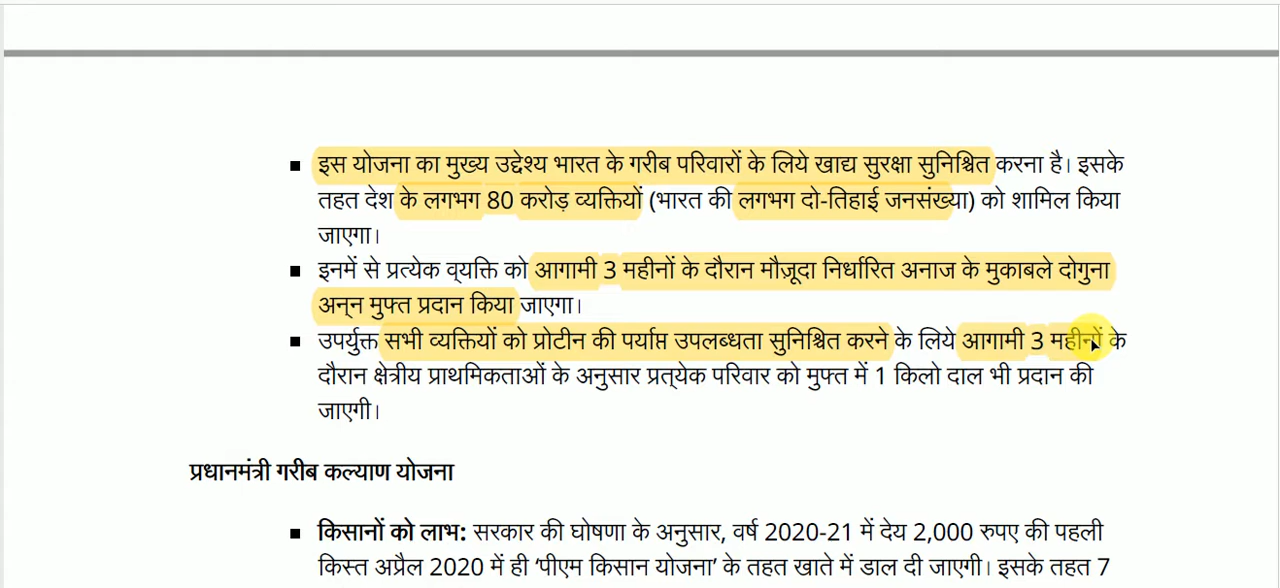 ▪ इस योजना का मुख्य उद्देश्य भारत के गरीब परिवारों के लिये खाद्य सुरक्षा सुनिश्चित करना है। इसके
तहत देश के लगभग 80 करोड़ व्यक्तियों (भारत की लगभग दो-तिहाई जनसंख्या) को शामिल किया
जाएगा।
▪ इनमें से प्रत्येक व्यक्ति को आगामी 3 महीनों के दौरान मौज़ूदा निर्धारित अनाज के मुकाबले दोगुना
अन्न मुफ्त प्रदान किया जाएगा।
▪ उपर्युक्त सभी व्यक्तियों को प्रोटीन की पर्याप्त उपलब्धता सुनिश्चित करने के लिये आगामी 3 महीनों के
दौरान क्षेत्रीय प्राथमिकताओं के अनुसार प्रत्येक परिवार को मुफ्त में 1 किलो दाल भी प्रदान की
जाएगी।
प्रधानमंत्री गरीब कल्याण योजना
▪ किसानों को लाभ: सरकार की घोषणा के अनुसार, वर्ष 2020-21 में देय 2,000 रुपए की पहली
किस्त अप्रैल 2020 में ही ‘पीएम किसान योजना’ के तहत खाते में डाल दी जाएगी। इसके तहत 7